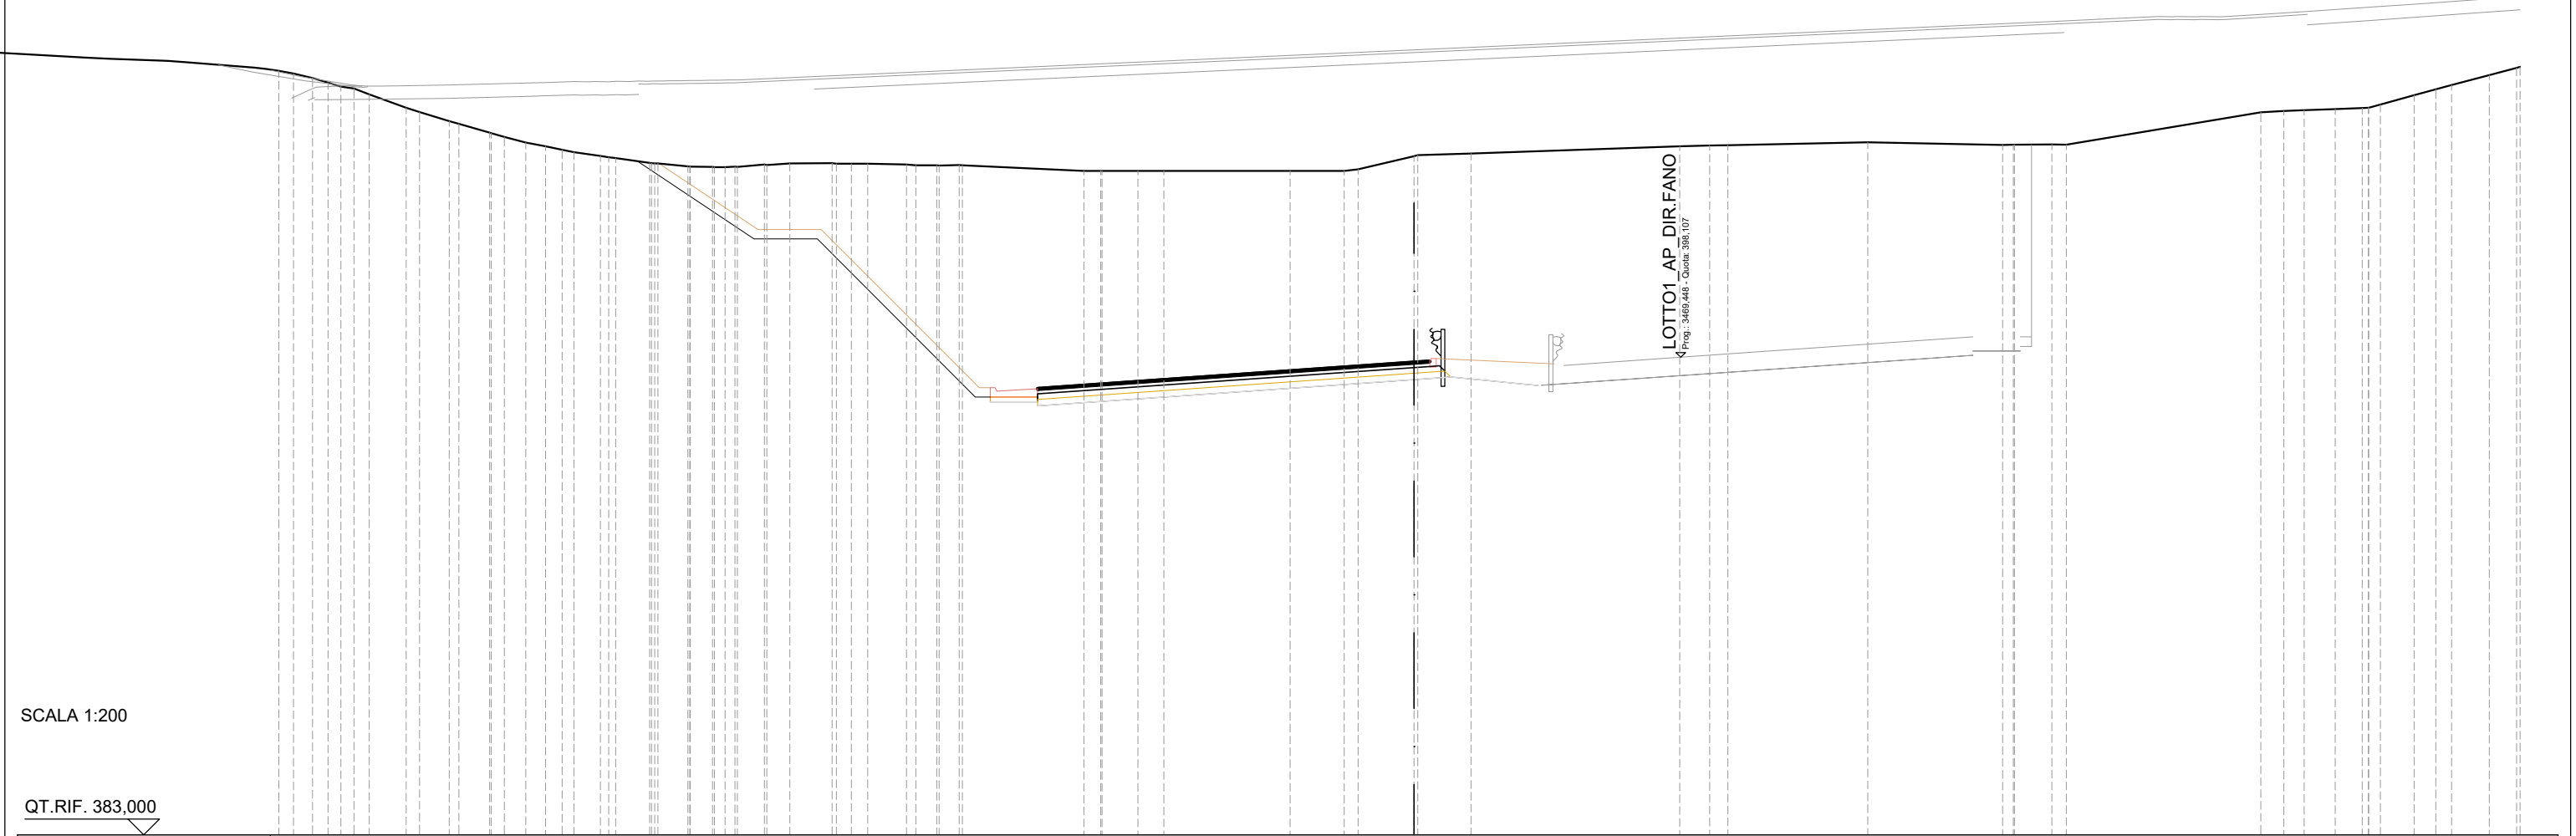 LOTTO1_AP_DIR.FANO
Prog.: 3469,448 - Quota: 398,107
SCALA 1:200
QT.RIF. 383,000